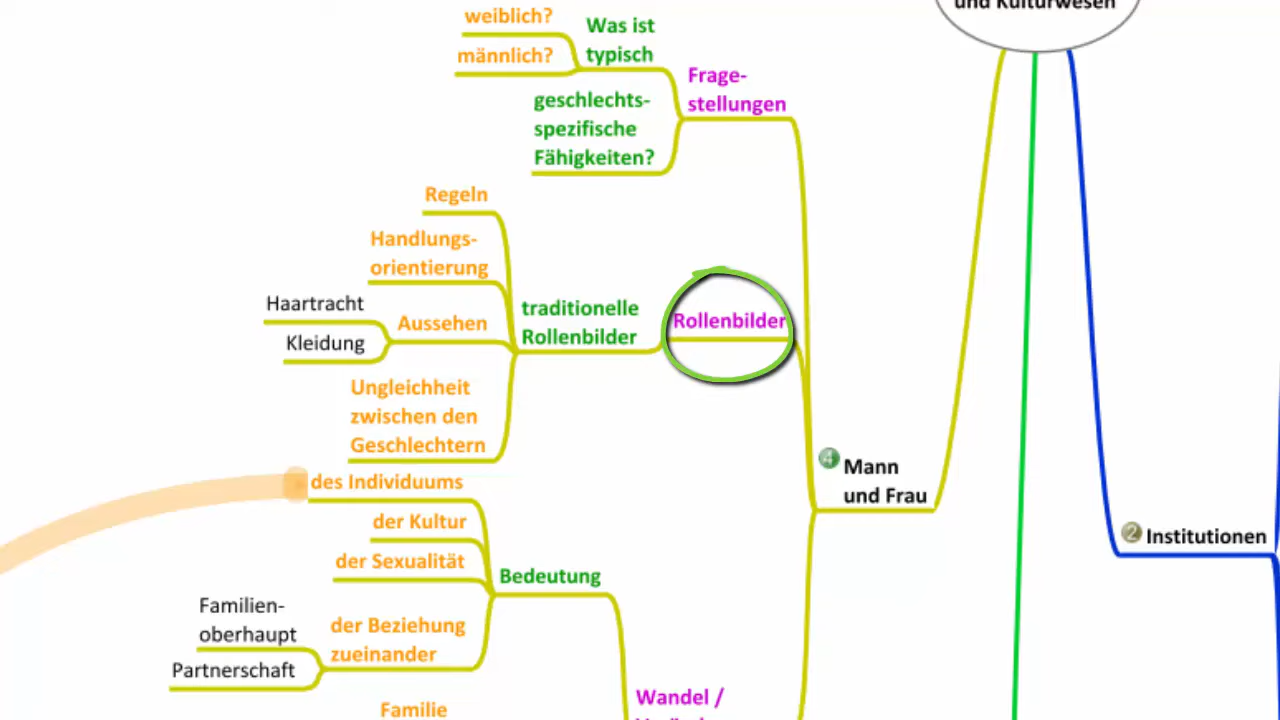 und Kulturwesen
weiblich?
männlich?
Was ist
typisch
geschlechts-
spezifische
Fähigkeiten?
Frage-
stellungen
Regeln
Handlungs-
orientierung
Haartracht
Kleidung
Aussehen
Ungleichheit
zwischen den
Geschlechtern
traditionelle
Rollenbilder
Rollenbilder
4
Mann
und Frau
2
Institutionen
des Individuums
der Kultur
der Sexualität
Familien-
oberhaupt
Partnerschaft
der Beziehung
zueinander
Bedeutung
Familie
Wandel /